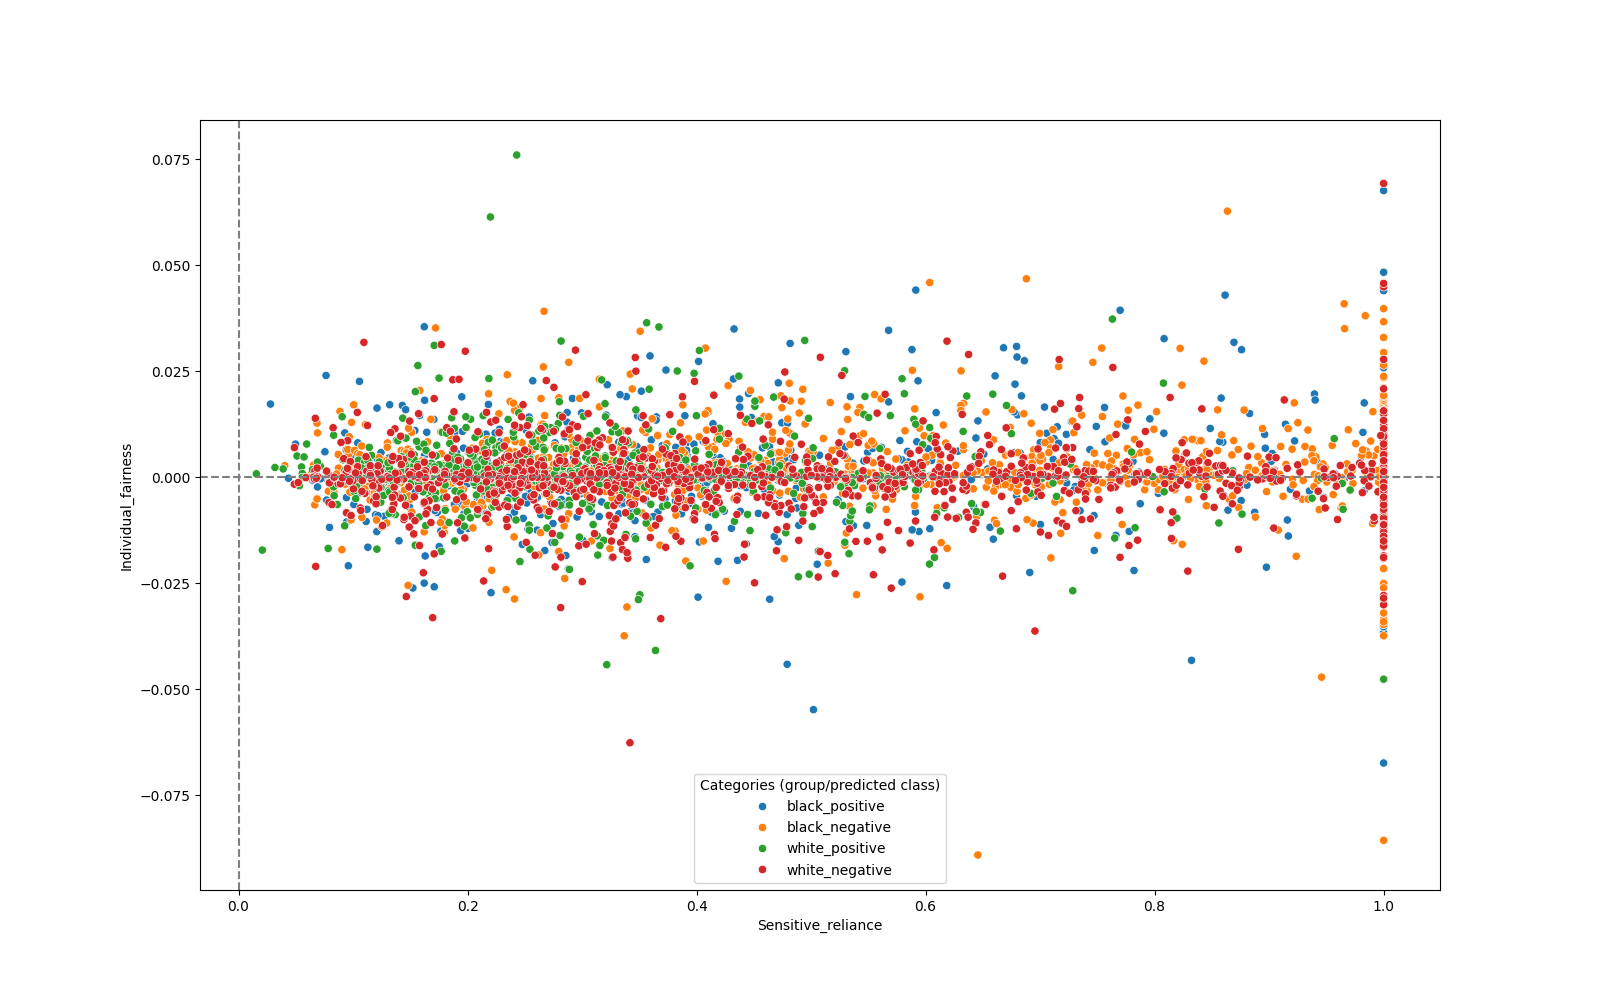 0.075
0.050
0.025
0.000
−0.025
−0.050
−0.075
Individual_fairness
0.0 0.2 0.4 0.6 0.8 1.0
Sensitive_reliance
Categories (group/predicted class)
black_positive
black_negative
white_positive
white_negative